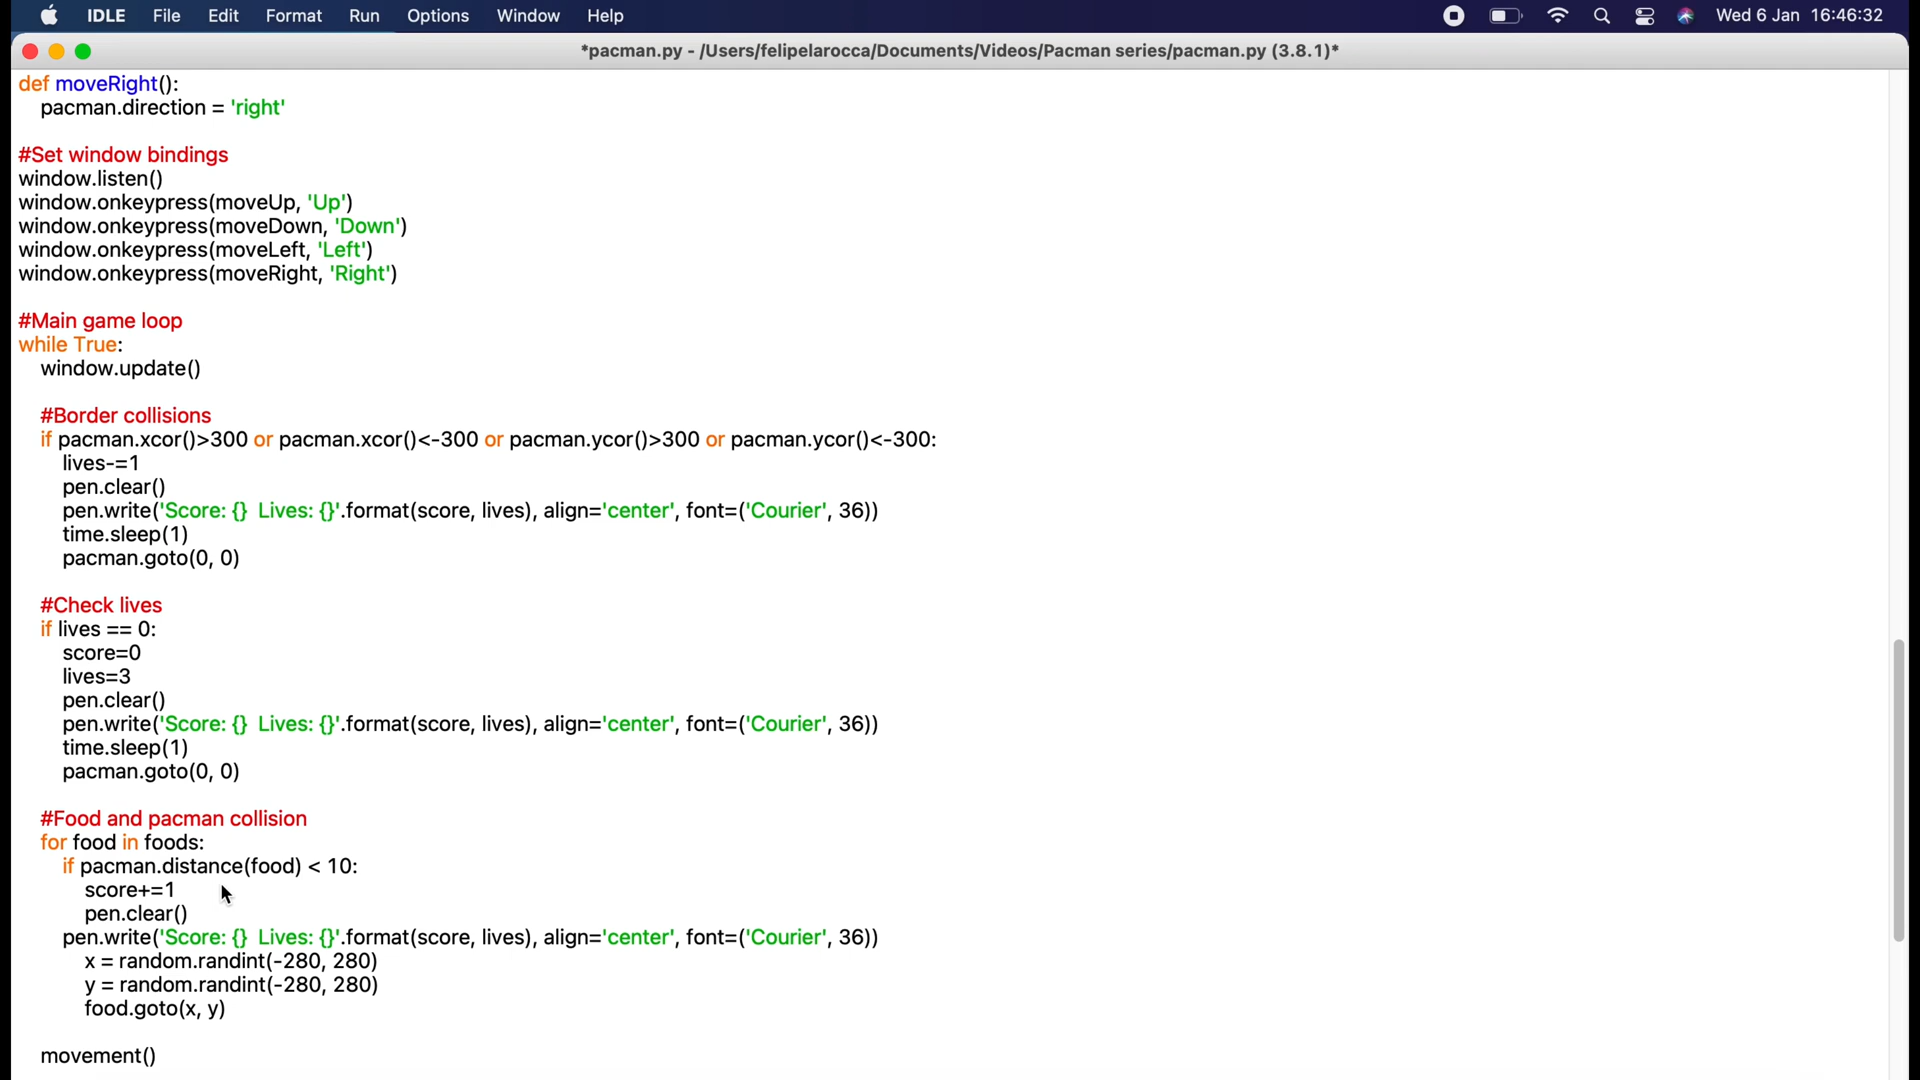 IDLE File Edit Format Run Options Window Help Wed 6 Jan 16:46:32
*pacman.py - /Users/felipelarocca/Documents/Videos/Pacman series/pacman.py (3.8.1)*
def moveRight():
    pacman.direction = 'right'
#Set window bindings
window.listen()
window.onkeypress(moveUp, 'Up')
window.onkeypress(moveDown, 'Down')
window.onkeypress(moveLeft, 'Left')
window.onkeypress(moveRight, 'Right')
#Main game loop
while True:
    window.update()
    #Border collisions
    if pacman.xcor()>300 or pacman.xcor()<-300 or pacman.ycor()>300 or pacman.ycor()<-300:
        lives-=1
        pen.clear()
        pen.write('Score: {}  Lives: {}'.format(score, lives), align='center', font=('Courier', 36))
        time.sleep(1)
        pacman.goto(0, 0)
    #Check lives
    if lives == 0:
        score=0
        lives=3
        pen.clear()
        pen.write('Score: {}  Lives: {}'.format(score, lives), align='center', font=('Courier', 36))
        time.sleep(1)
        pacman.goto(0, 0)
    #Food and pacman collision
    for food in foods:
        if pacman.distance(food) < 10:
            score+=1
            pen.clear()
        pen.write('Score: {}  Lives: {}'.format(score, lives), align='center', font=('Courier', 36))
            x = random.randint(-280, 280)
            y = random.randint(-280, 280)
            food.goto(x, y)
    movement()